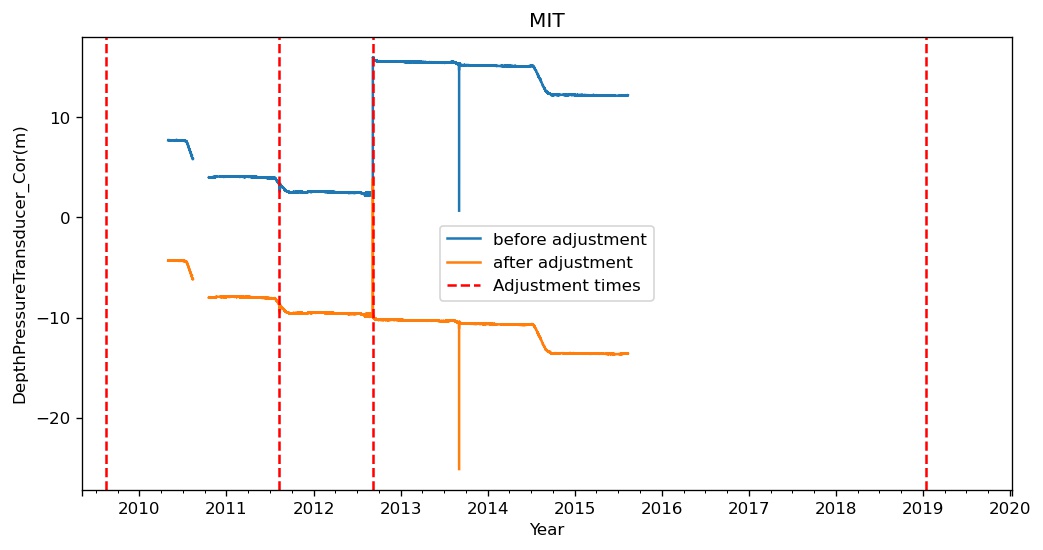 MIT
DepthPressureTransducer_Cor(m)
10
0
−10
−20
before adjustment
after adjustment
Adjustment times
2010 2011 2012 2013 2014 2015 2016 2017 2018 2019 2020
Year